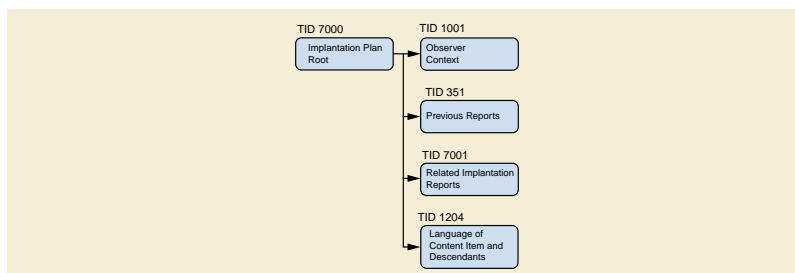 TID 7000
Implantation Plan
Root
TID 1001
Observer
Context
TID 351
Previous Reports
TID 7001
Related Implantation
Reports
TID 1204
Language of
Content Item and
Descendants